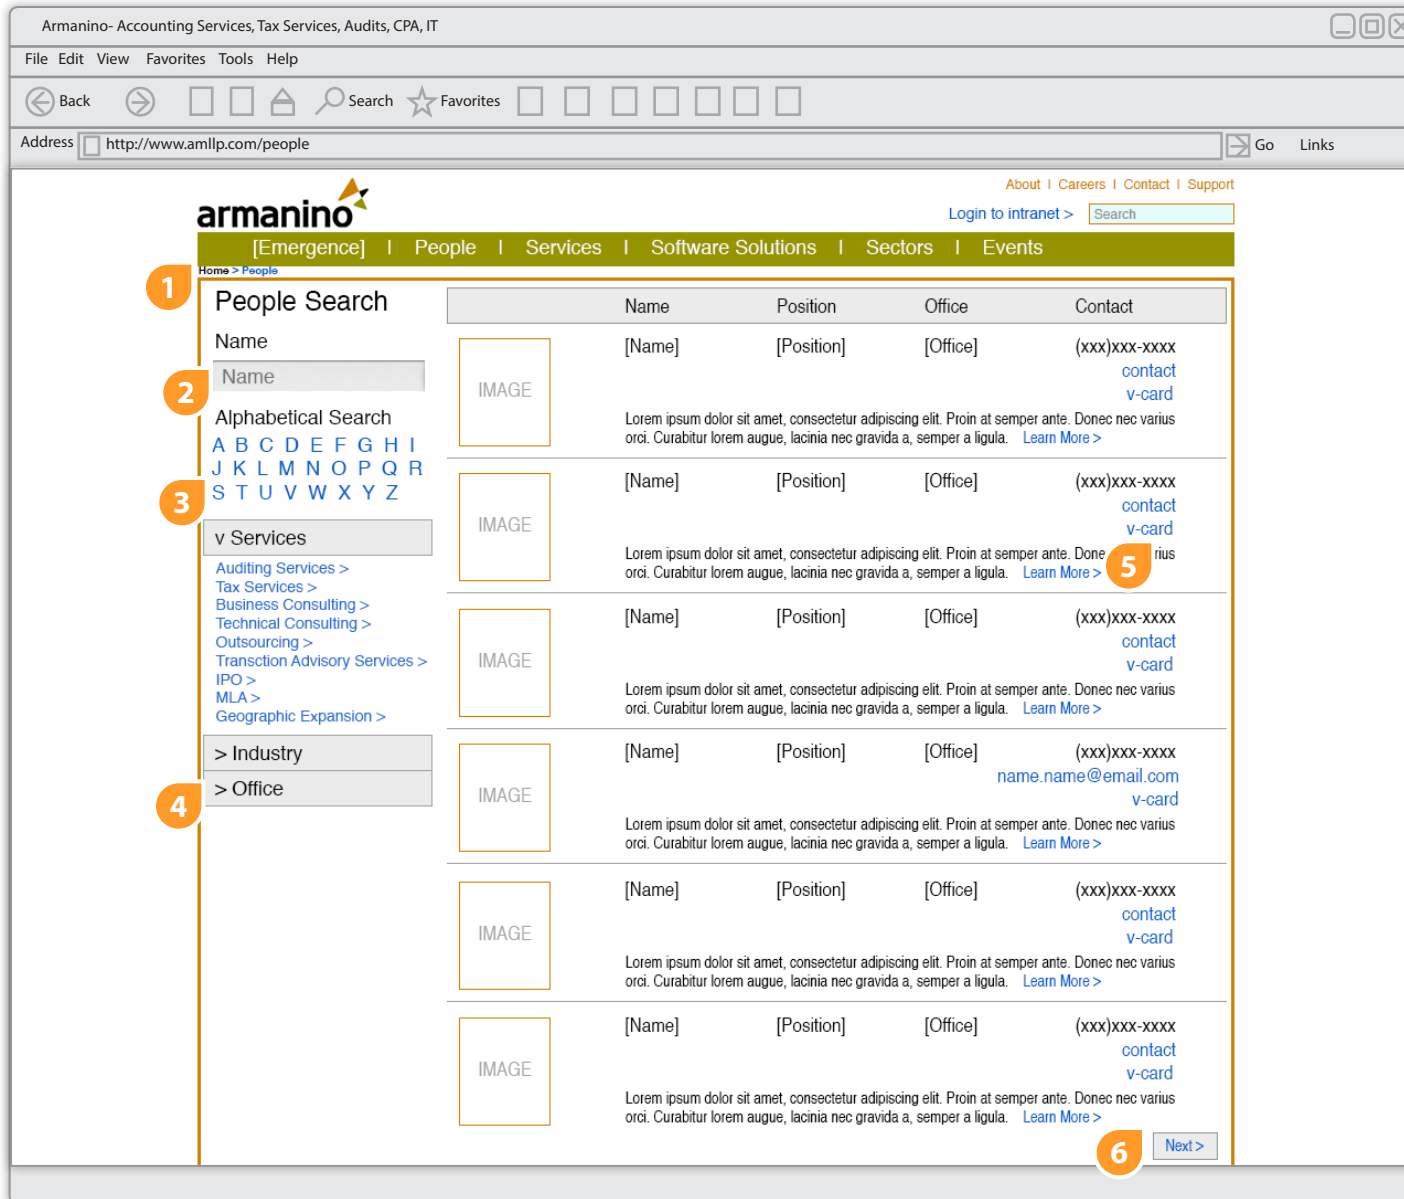 Armanino- Accounting Services, Tax Services, Audits, CPA, IT
File Edit View Favorites Tools Help
Back Search Favorites
Address http://www.amllp.com/people Go Links
armanino
About | Careers | Contact | Support
Login to intranet > Search
[Emergence] | People | Services | Software Solutions | Sectors | Events
Home > People
1
People Search
Name
Name
2
Alphabetical Search
A B C D E F G H I
J K L M N O P Q R
S T U V W X Y Z
3
v Services
Auditing Services >
Tax Services >
Business Consulting >
Technical Consulting >
Outsourcing >
Transction Advisory Services >
IPO >
MLA >
Geographic Expansion >
> Industry
> Office
4
Name Position Office Contact
IMAGE
[Name] [Position] [Office] (xxx)xxx-xxxx
contact
v-card
Lorem ipsum dolor sit amet, consectetur adipiscing elit. Proin at semper ante. Donec nec varius
orci. Curabitur lorem augue, lacinia nec gravida a, semper a ligula. Learn More >
IMAGE
[Name] [Position] [Office] (xxx)xxx-xxxx
contact
v-card
Lorem ipsum dolor sit amet, consectetur adipiscing elit. Proin at semper ante. Done rius
orci. Curabitur lorem augue, lacinia nec gravida a, semper a ligula. Learn More >
5
IMAGE
[Name] [Position] [Office] (xxx)xxx-xxxx
contact
v-card
Lorem ipsum dolor sit amet, consectetur adipiscing elit. Proin at semper ante. Donec nec varius
orci. Curabitur lorem augue, lacinia nec gravida a, semper a ligula. Learn More >
IMAGE
[Name] [Position] [Office] (xxx)xxx-xxxx
name.name@email.com
v-card
Lorem ipsum dolor sit amet, consectetur adipiscing elit. Proin at semper ante. Donec nec varius
orci. Curabitur lorem augue, lacinia nec gravida a, semper a ligula. Learn More >
IMAGE
[Name] [Position] [Office] (xxx)xxx-xxxx
contact
v-card
Lorem ipsum dolor sit amet, consectetur adipiscing elit. Proin at semper ante. Donec nec varius
orci. Curabitur lorem augue, lacinia nec gravida a, semper a ligula. Learn More >
IMAGE
[Name] [Position] [Office] (xxx)xxx-xxxx
contact
v-card
Lorem ipsum dolor sit amet, consectetur adipiscing elit. Proin at semper ante. Donec nec varius
orci. Curabitur lorem augue, lacinia nec gravida a, semper a ligula. Learn More >
6
Next >